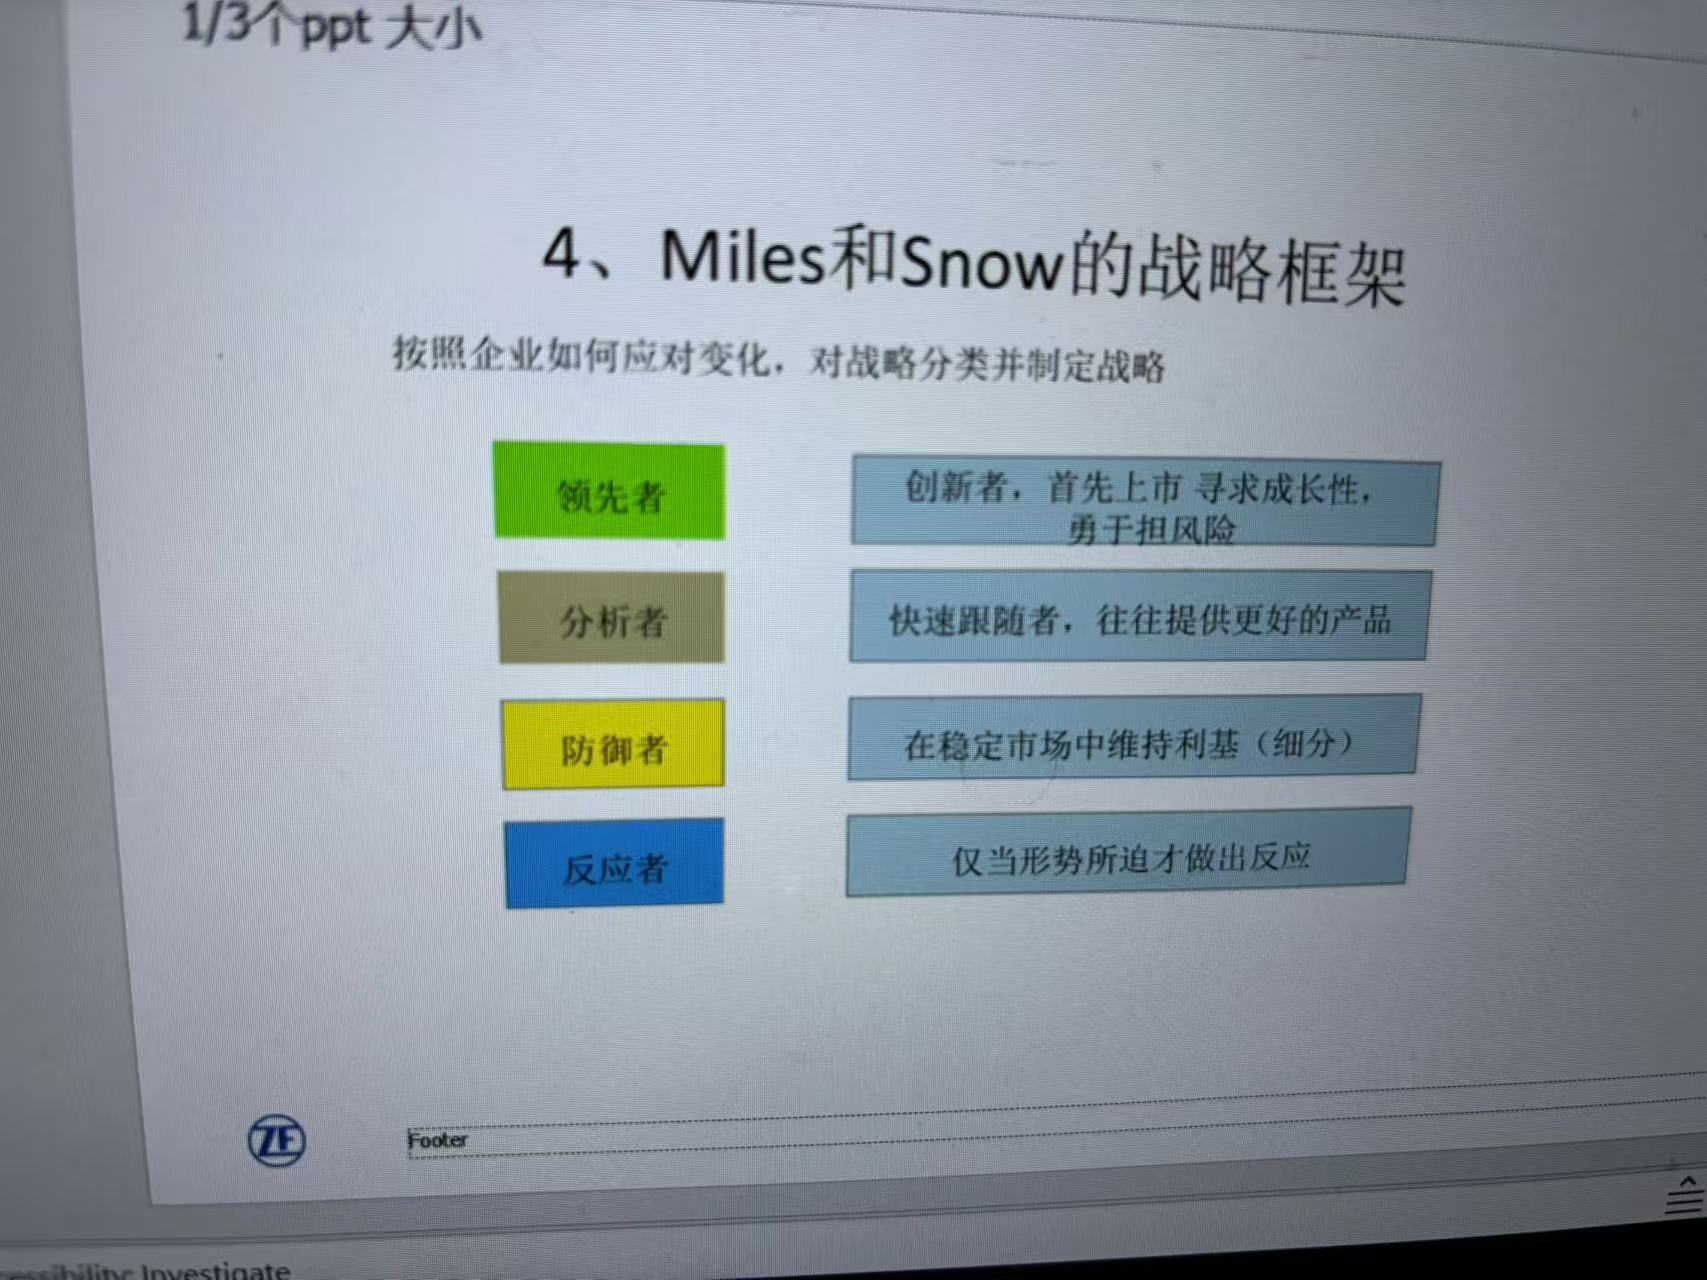 1/3个ppt 大小
4、Miles和Snow的战略框架
按照企业如何应对变化，对战略分类并制定战略
领先者
创新者，首先上市 寻求成长性，
勇于担风险
分析者
快速跟随者，往往提供更好的产品
防御者
在稳定市场中维持利基（细分）
反应者
仅当形势所迫才做出反应
ZF
Footer
Investigate